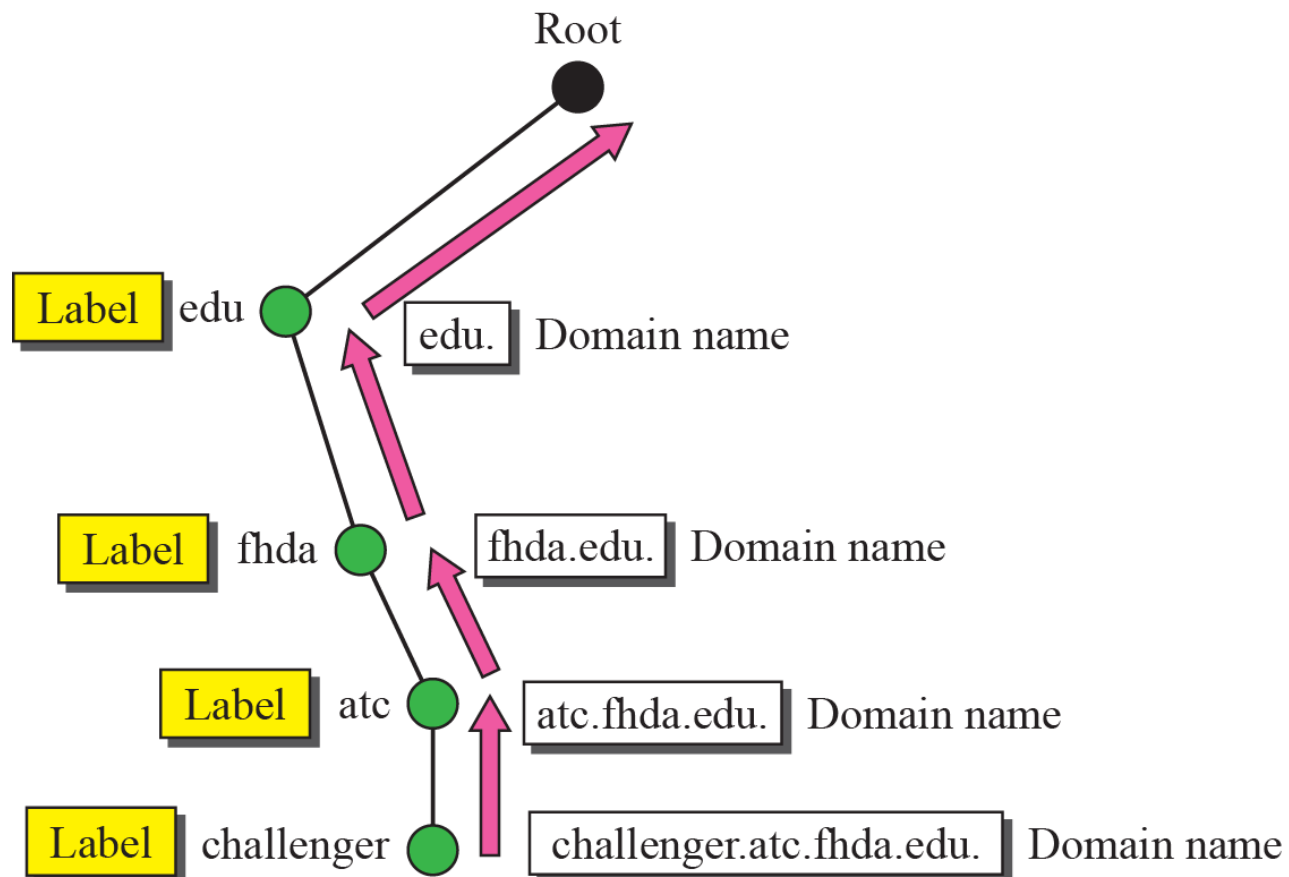 Root
Label edu
edu. Domain name
Label fhda fhda.edu. Domain name
Label atc atc.fhda.edu. Domain name
Label challenger challenger.atc.fhda.edu. Domain name